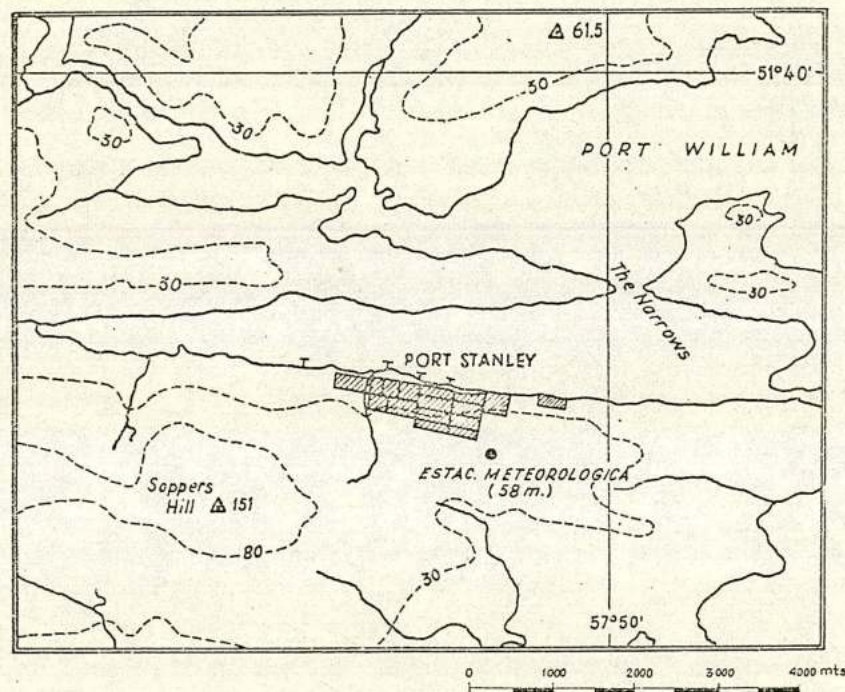 61.5
51°40'
30
30
30
PORT WILLIAM
30
30
30
The Narrows
PORT STANLEY
ESTAC. METEOROLOGICA
(58 m.)
Sappers
Hill 151
80
30
57°50'
0 1000 2000 3000 4000 mts